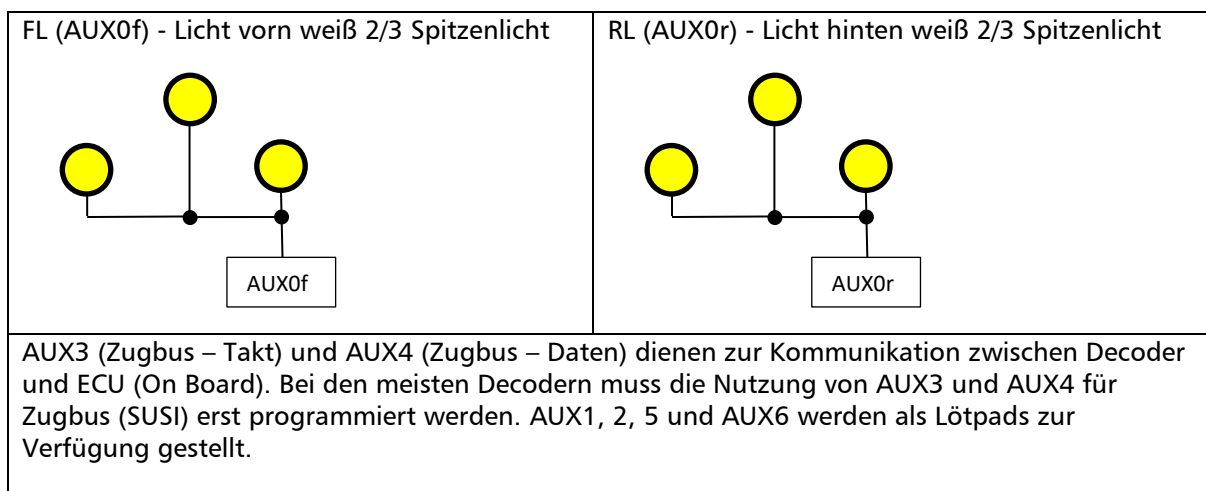 FL (AUX0f) - Licht vorn weiß 2/3 Spitzenlicht
AUX0f
RL (AUX0r) - Licht hinten weiß 2/3 Spitzenlicht
AUX0r
AUX3 (Zugbus – Takt) und AUX4 (Zugbus – Daten) dienen zur Kommunikation zwischen Decoder
und ECU (On Board). Bei den meisten Decodern muss die Nutzung von AUX3 und AUX4 für
Zugbus (SUSI) erst programmiert werden. AUX1, 2, 5 und AUX6 werden als Lötpads zur
Verfügung gestellt.